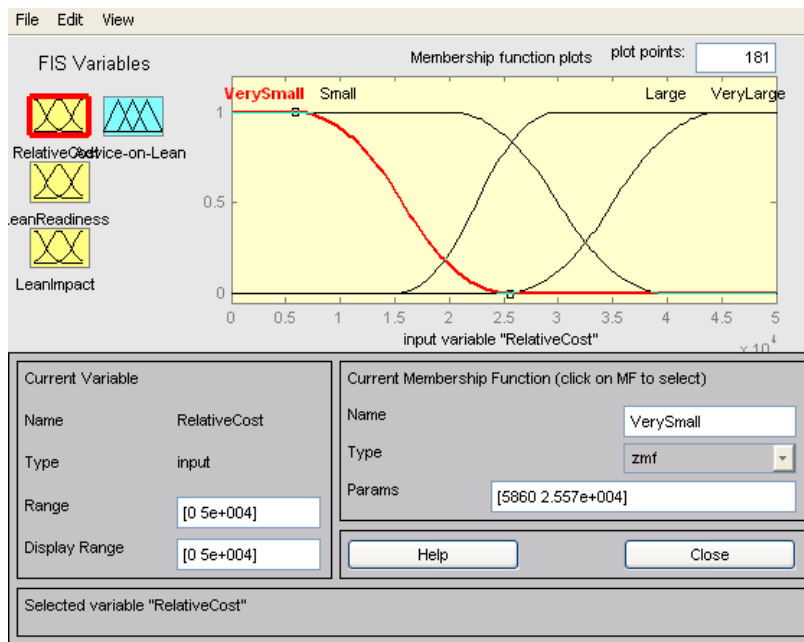 File Edit View
FIS Variables
Membership function plots plot points: 181
VerySmall Small Large VeryLarge
RelativeCost
Advice-on-Lean
LeanReadiness
LeanImpact
1
0.5
0
0 0.5 1 1.5 2 2.5 3 3.5 4 4.5 5
input variable "RelativeCost"
x 10^4
Current Variable
Name RelativeCost
Type input
Range [0 5e+004]
Display Range [0 5e+004]
Current Membership Function (click on MF to select)
Name VerySmall
Type zmf
Params [5860 2.557e+004]
Help Close
Selected variable "RelativeCost"